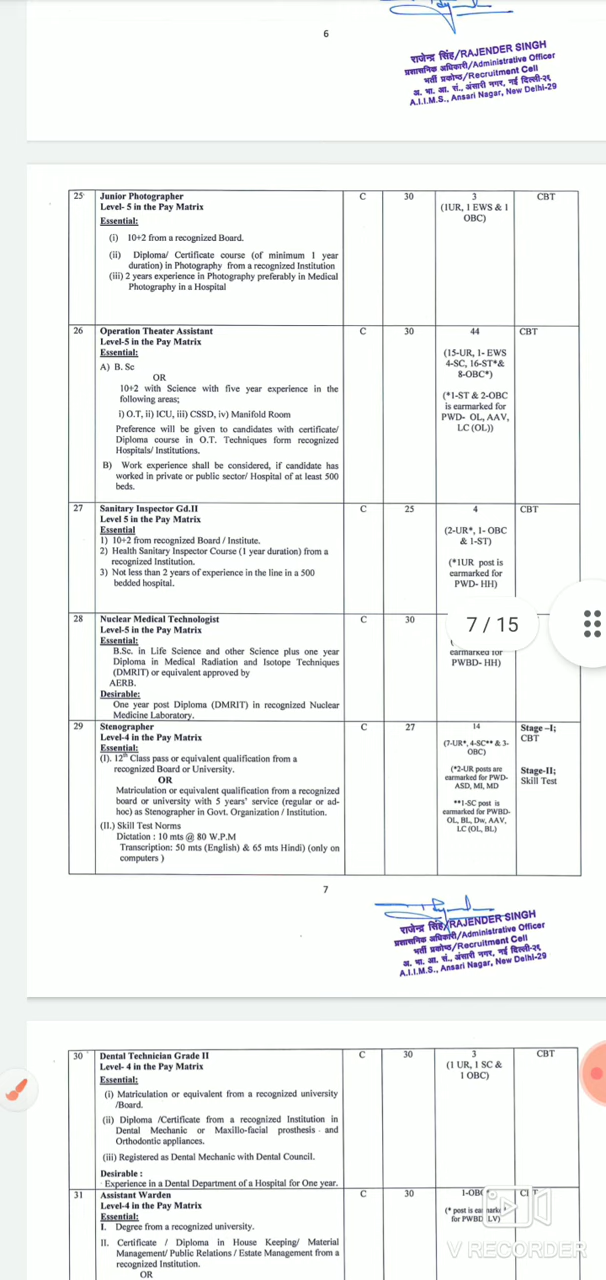 6
राजेन्द्र सिंह/RAJENDER SINGH
प्रशासनिक अधिकारी/Administrative Officer
भर्ती प्रकोष्ठ/Recruitment Cell
अ. भा. आ. सं., अंसारी नगर, नई दिल्ली-२९
A.I.I.M.S., Ansari Nagar, New Delhi-29
25 Junior Photographer C 30 3 CBT
Level- 5 in the Pay Matrix (1UR, 1 EWS & 1
Essential: OBC)
(i) 10+2 from a recognized Board.
(ii) Diploma/ Certificate course (of minimum 1 year
duration) in Photography from a recognized Institution
(iii) 2 years experience in Photography preferably in Medical
Photography in a Hospital
26 Operation Theater Assistant C 30 44 CBT
Level-5 in the Pay Matrix
Essential: (15-UR, 1- EWS
A) B. Sc 4-SC, 16-ST*&
OR 8-OBC*)
10+2 with Science with five year experience in the
following areas; (*1-ST & 2-OBC
is earmarked for
i) O.T, ii) ICU, iii) CSSD, iv) Manifold Room PWD- OL, AAV,
Preference will be given to candidates with certificate/ LC (OL))
Diploma course in O.T. Techniques form recognized
Hospitals/ Institutions.
B) Work experience shall be considered, if candidate has
worked in private or public sector/ Hospital of at least 500
beds.
27 Sanitary Inspector Gd.II C 25 4 CBT
Level 5 in the Pay Matrix
Essential (2-UR*, 1- OBC
1) 10+2 from recognized Board / Institute. & 1-ST)
2) Health Sanitary Inspector Course (1 year duration) from a
recognized Institution. (*1UR post is
3) Not less than 2 years of experience in the line in a 500 earmarked for
bedded hospital. PWD- HH)
28 Nuclear Medical Technologist C 30
Level-5 in the Pay Matrix 7 / 15
Essential:
B.Sc. in Life Science and other Science plus one year earmarked for
Diploma in Medical Radiation and Isotope Techniques PWBD- HH)
(DMRIT) or equivalent approved by
AERB.
Desirable:
One year post Diploma (DMRIT) in recognized Nuclear
Medicine Laboratory.
29 Stenographer C 27 14 Stage –I;
Level-4 in the Pay Matrix CBT
Essential: (7-UR*, 4-SC** & 3-
(I). 12th Class pass or equivalent qualification from a OBC)
recognized Board or University. (*2-UR posts are Stage-II;
OR earmarked for PWD- Skill Test
Matriculation or equivalent qualification from a recognized ASD, MI, MD
board or university with 5 years' service (regular or ad-
hoc) as Stenographer in Govt. Organization / Institution. **1-SC post is
earmarked for PWBD-
(II.) Skill Test Norms OL, BL, Dw, AAV,
Dictation : 10 mts @ 80 W.P.M LC (OL, BL)
Transcription: 50 mts (English) & 65 mts Hindi) (only on
computers )
7
राजेन्द्र सिंह/RAJENDER SINGH
प्रशासनिक अधिकारी/Administrative Officer
भर्ती प्रकोष्ठ/Recruitment Cell
अ. भा. आ. सं., अंसारी नगर, नई दिल्ली-२९
A.I.I.M.S., Ansari Nagar, New Delhi-29
30 Dental Technician Grade II C 30 3 CBT
Level- 4 in the Pay Matrix (1 UR, 1 SC &
Essential: 1 OBC)
(i) Matriculation or equivalent from a recognized university
/Board.
(ii) Diploma /Certificate from a recognized Institution in
Dental Mechanic or Maxillo-facial prosthesis and
Orthodontic appliances.
(iii) Registered as Dental Mechanic with Dental Council.
Desirable :
Experience in a Dental Department of a Hospital for One year.
31 Assistant Warden C 30
Level-4 in the Pay Matrix (* post is
Essential: for PWBD LV)
I. Degree from a recognized university.
II. Certificate / Diploma in House Keeping/ Material
Management/ Public Relations / Estate Management from a
recognized Institution.
OR
V RECORDER